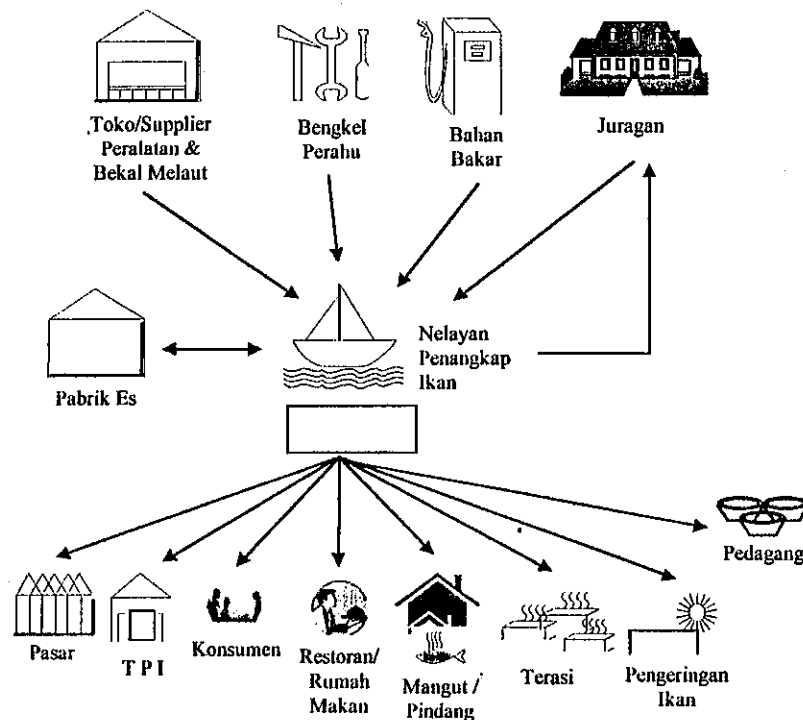 Toko/Supplier
Peralatan &
Bekal Melaut
Bengkel
Perahu
Bahan
Bakar
Juragan
Pabrik Es
Nelayan
Penangkap
Ikan
Pedagang
Pasar
T P I
Konsumen
Restoran/
Rumah
Makan
Mangut /
Pindang
Terasi
Pengeringan
Ikan